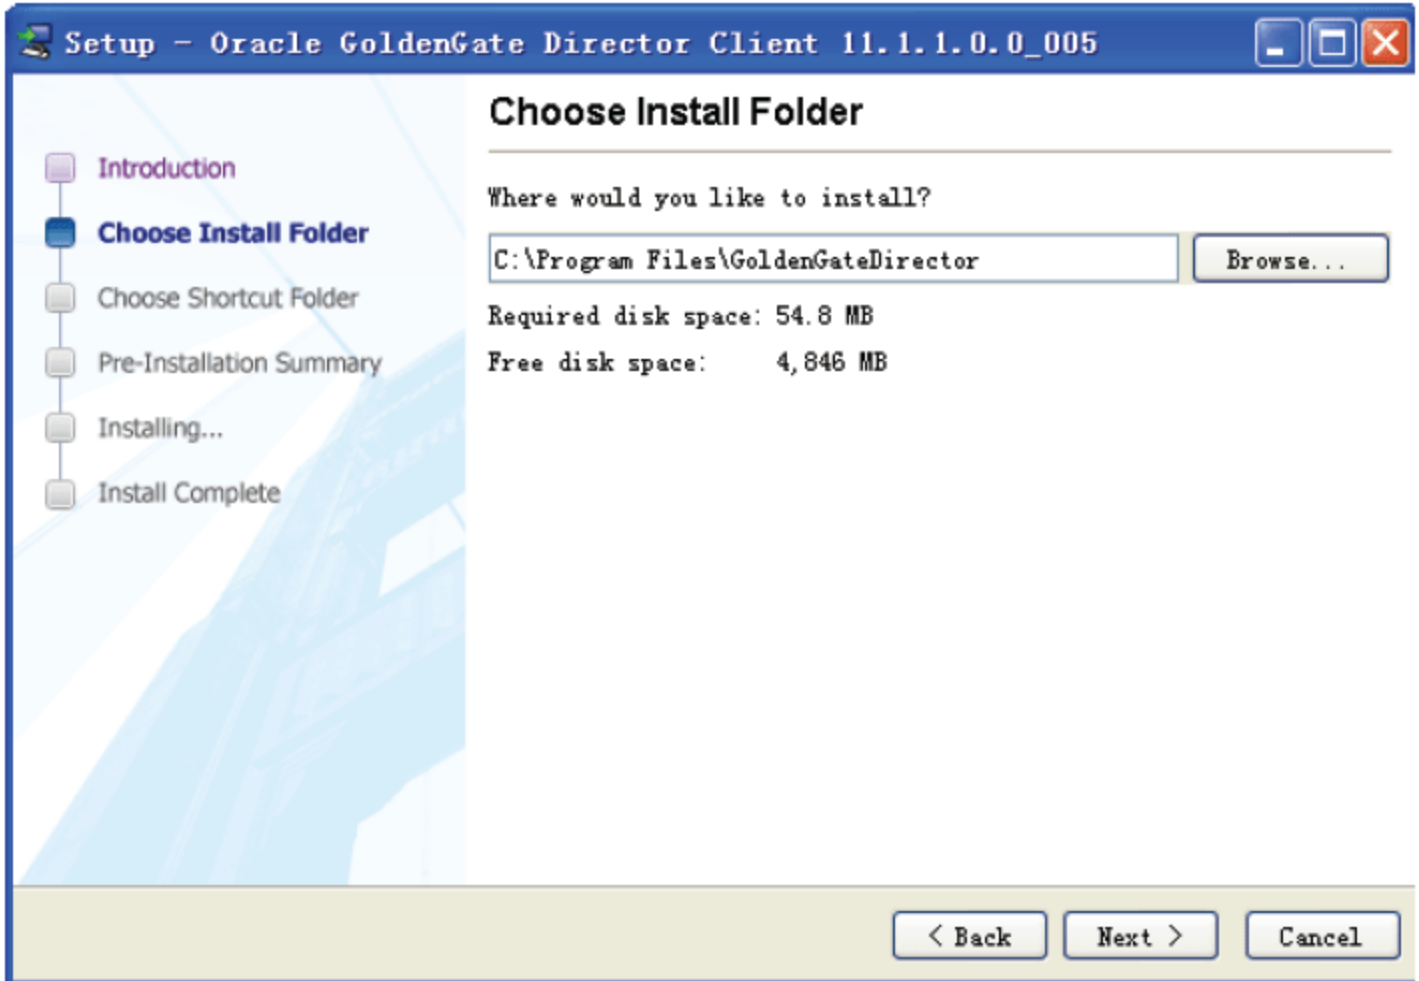 Setup - Oracle GoldenGate Director Client 11.1.1.0.0_005
Introduction
Choose Install Folder
Choose Shortcut Folder
Pre-Installation Summary
Installing...
Install Complete
Choose Install Folder
Where would you like to install?
C:\Program Files\GoldenGateDirector
Browse...
Required disk space: 54.8 MB
Free disk space: 4,846 MB
< Back
Next >
Cancel